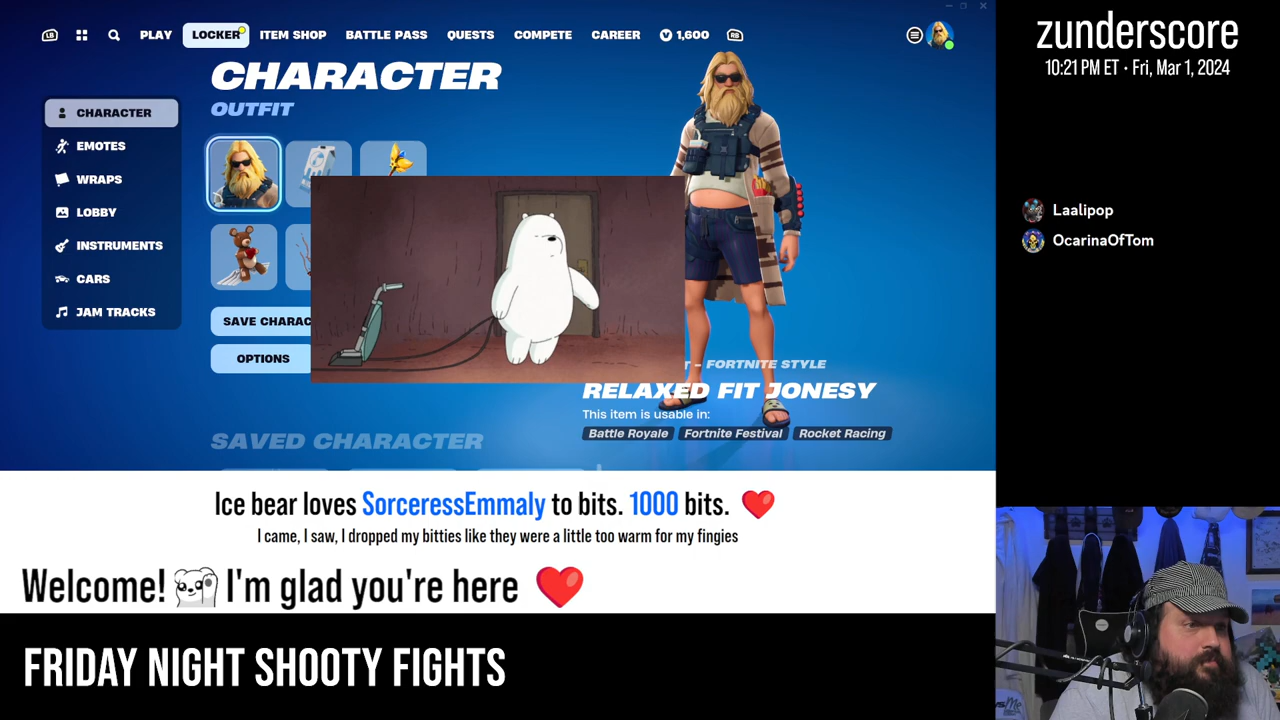 LB
PLAY
LOCKER
ITEM SHOP
BATTLE PASS
QUESTS
COMPETE
CAREER
1,600
RB
zunderscore
10:21 PM ET · Fri, Mar 1, 2024
CHARACTER
OUTFIT
CHARACTER
EMOTES
WRAPS
LOBBY
INSTRUMENTS
CARS
JAM TRACKS
SAVE CHARAC
OPTIONS
SAVED CHARACTER
T - FORTNITE STYLE
RELAXED FIT JONESY
This item is usable in:
Battle Royale
Fortnite Festival
Rocket Racing
Laalipop
OcarinaOfTom
Ice bear loves SorceressEmmaly to bits. 1000 bits.
I came, I saw, I dropped my bitties like they were a little too warm for my fingies
Welcome! I'm glad you're here
FRIDAY NIGHT SHOOTY FIGHTS